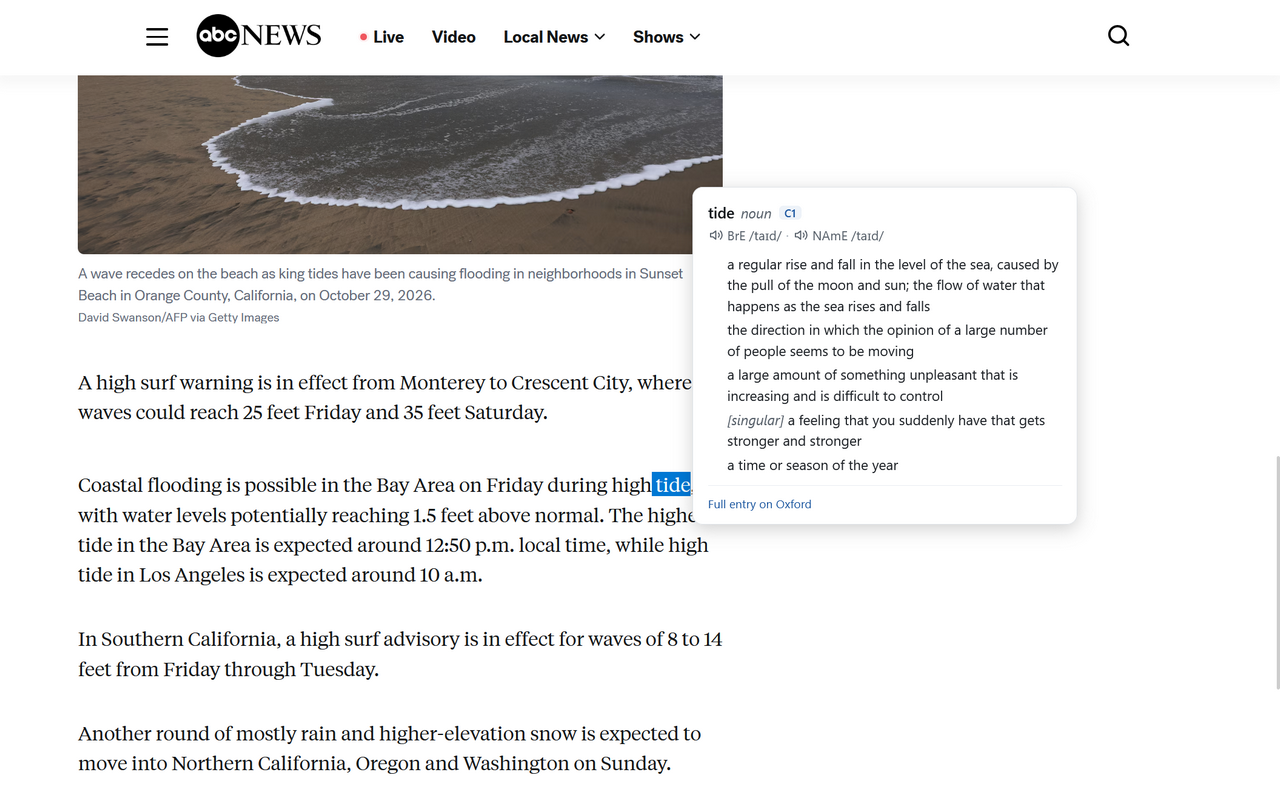 abc NEWS
Live
Video
Local News
Shows
A wave recedes on the beach as king tides have been causing flooding in neighborhoods in Sunset
Beach in Orange County, California, on October 29, 2026.
David Swanson/AFP via Getty Images
A high surf warning is in effect from Monterey to Crescent City, where
waves could reach 25 feet Friday and 35 feet Saturday.
Coastal flooding is possible in the Bay Area on Friday during high tide,
with water levels potentially reaching 1.5 feet above normal. The
tide in the Bay Area is expected around 12:50 p.m. local time, while high
tide in Los Angeles is expected around 10 a.m.
In Southern California, a high surf advisory is in effect for waves of 8 to 14
feet from Friday through Tuesday.
Another round of mostly rain and higher-elevation snow is expected to
move into Northern California, Oregon and Washington on Sunday.
tide noun C1
BrE /taɪd/ · NAmE /taɪd/
a regular rise and fall in the level of the sea, caused by
the pull of the moon and sun; the flow of water that
happens as the sea rises and falls
the direction in which the opinion of a large number
of people seems to be moving
a large amount of something unpleasant that is
increasing and is difficult to control
[singular] a feeling that you suddenly have that gets
stronger and stronger
a time or season of the year
Full entry on Oxford